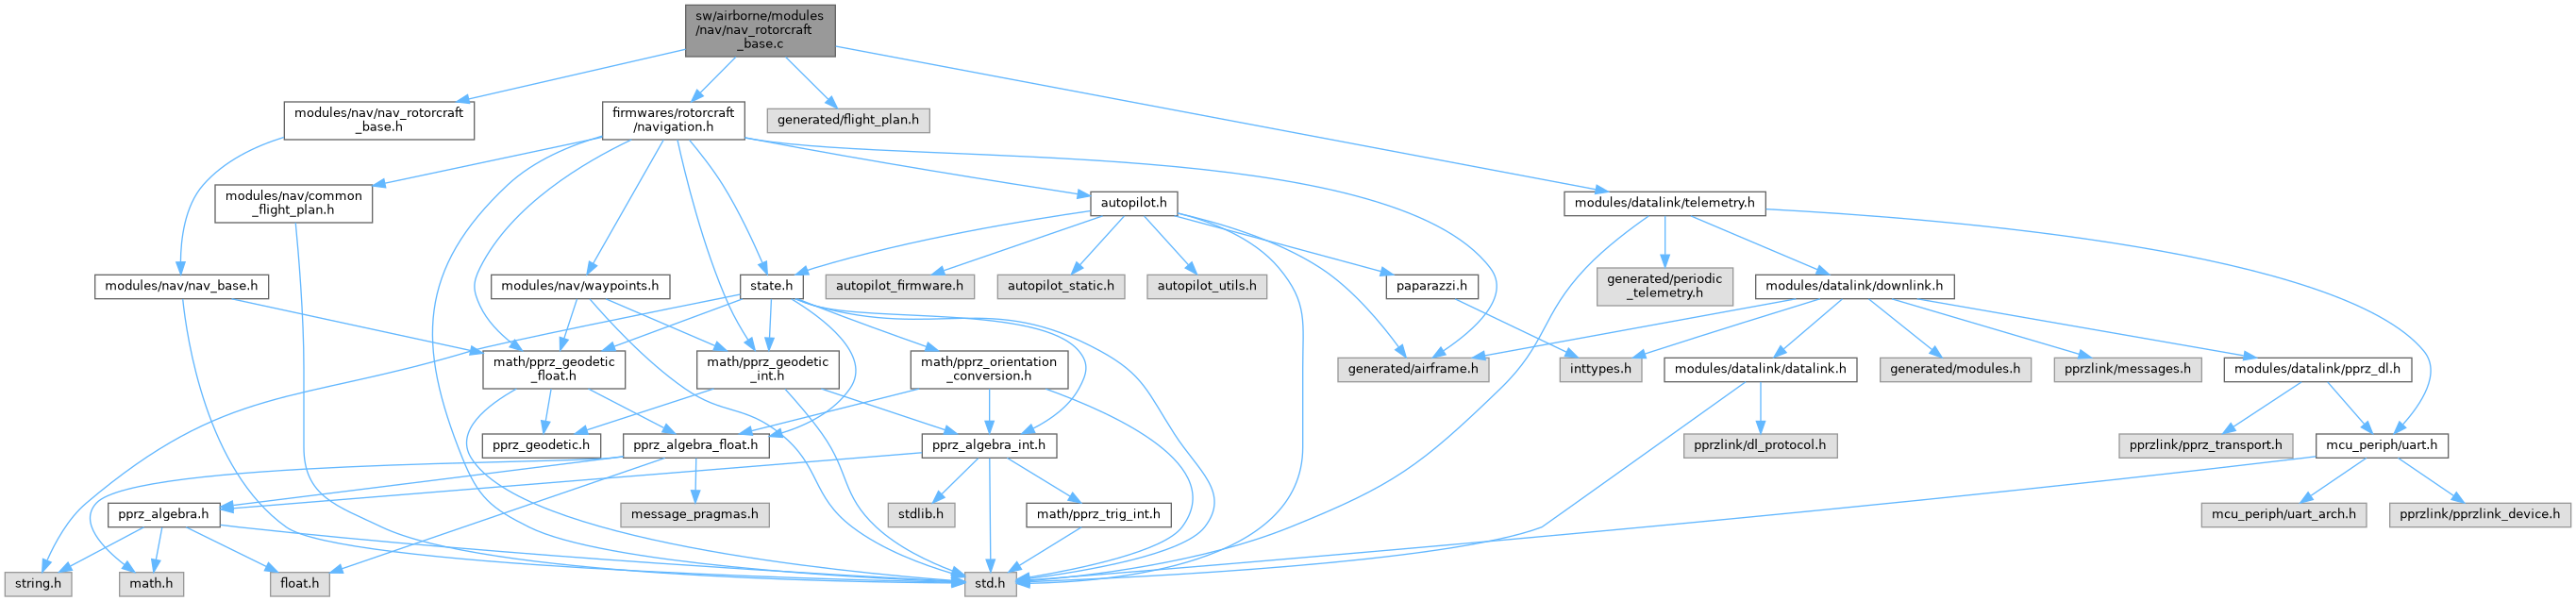 sw/airborne/modules
/nav/nav_rotorcraft
_base.c
modules/nav/nav_rotorcraft
_base.h
firmwares/rotorcraft
/navigation.h
generated/flight_plan.h
modules/nav/common
_flight_plan.h
autopilot.h
modules/datalink/telemetry.h
modules/nav/nav_base.h
modules/nav/waypoints.h
state.h
autopilot_firmware.h
autopilot_static.h
autopilot_utils.h
paparazzi.h
generated/periodic
_telemetry.h
modules/datalink/downlink.h
math/pprz_geodetic
_float.h
math/pprz_geodetic
_int.h
math/pprz_orientation
_conversion.h
generated/airframe.h
inttypes.h
modules/datalink/datalink.h
generated/modules.h
pprzlink/messages.h
modules/datalink/pprz_dl.h
pprz_geodetic.h
pprz_algebra_float.h
pprz_algebra_int.h
pprzlink/dl_protocol.h
pprzlink/pprz_transport.h
mcu_periph/uart.h
pprz_algebra.h
message_pragmas.h
stdlib.h
math/pprz_trig_int.h
mcu_periph/uart_arch.h
pprzlink/pprzlink_device.h
string.h
math.h
float.h
std.h